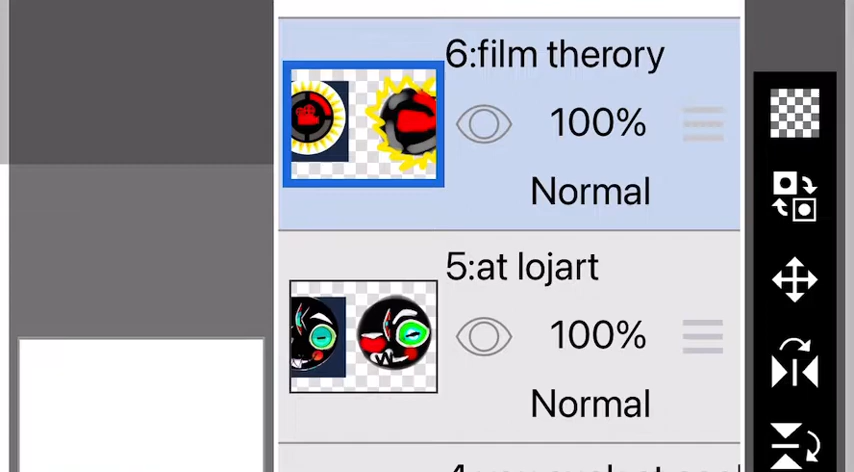 6:film therory
100%
Normal
5:at lojart
100%
Normal